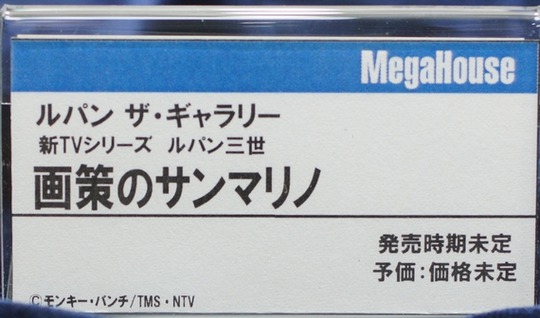 MegaHouse
ルパン ザ・ギャラリー
新TVシリーズ ルパン三世
画策のサンマリノ
発売時期未定
予価:価格未定
©モンキー・パンチ/TMS・NTV